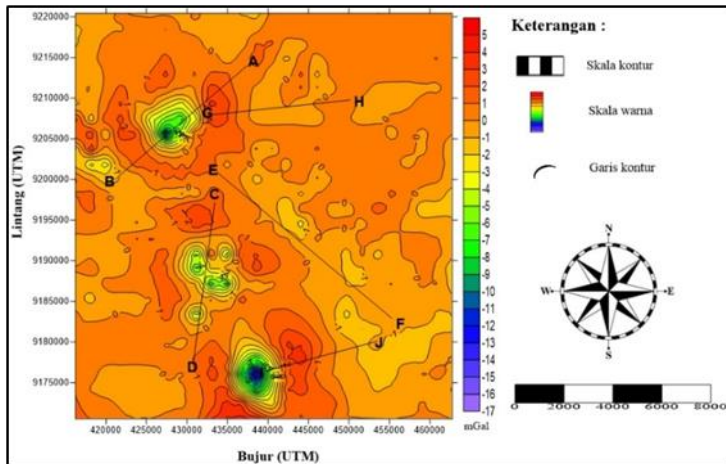 Keterangan :
Skala kontur
Skala warna
Garis kontur
N
W
E
S
0 2000 4000 6000 8000
Lintang (UTM)
9220000
9215000
9210000
9205000
9200000
9195000
9190000
9185000
9180000
9175000
A
G
H
B
E
C
F
J
D
420000 425000 430000 435000 440000 445000 450000 455000 460000
Bujur (UTM)
5
4
3
2
1
0
-1
-2
-3
-4
-5
-6
-7
-8
-9
-10
-11
-12
-13
-14
-15
-16
-17
mGal